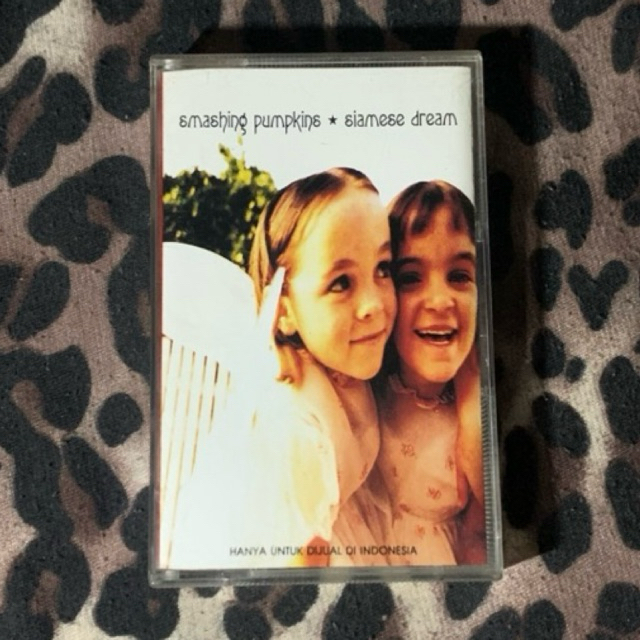 smashing pumpkins ★ siamese dream
HANYA UNTUK DIJUAL DI INDONESIA